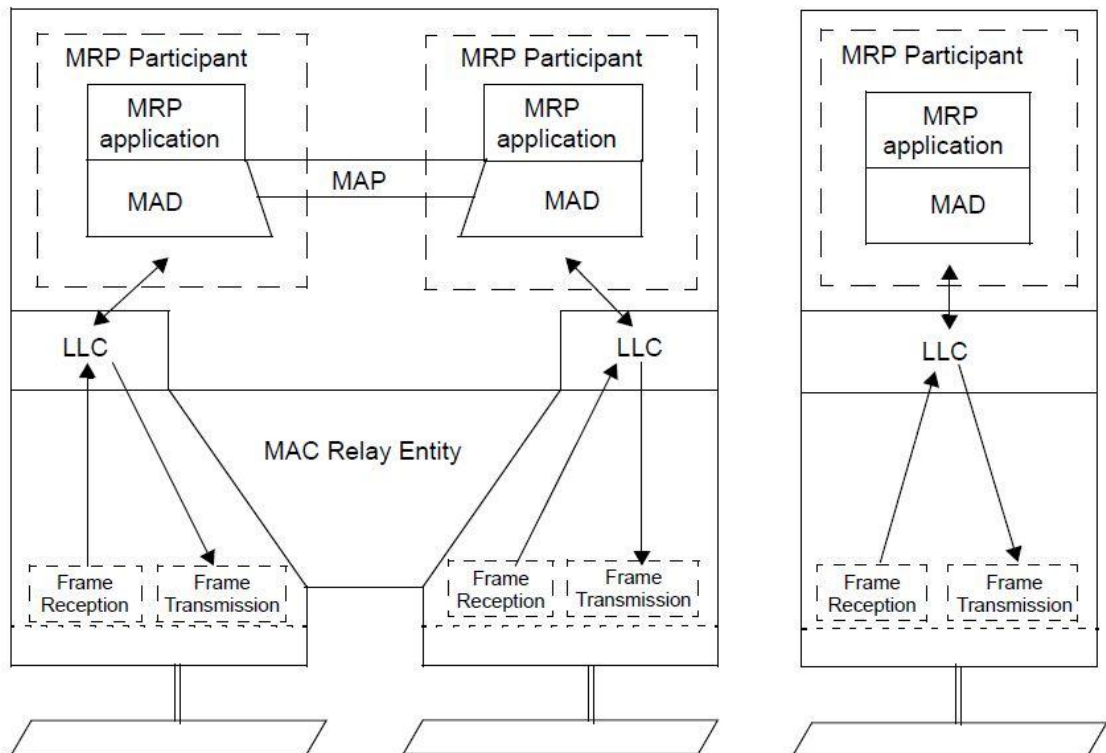 MRP Participant
MRP
application
MAD
MAP
MRP Participant
MRP
application
MAD
LLC
LLC
MAC Relay Entity
Frame
Reception
Frame
Transmission
Frame
Reception
Frame
Transmission
MRP Participant
MRP
application
MAD
LLC
Frame
Reception
Frame
Transmission